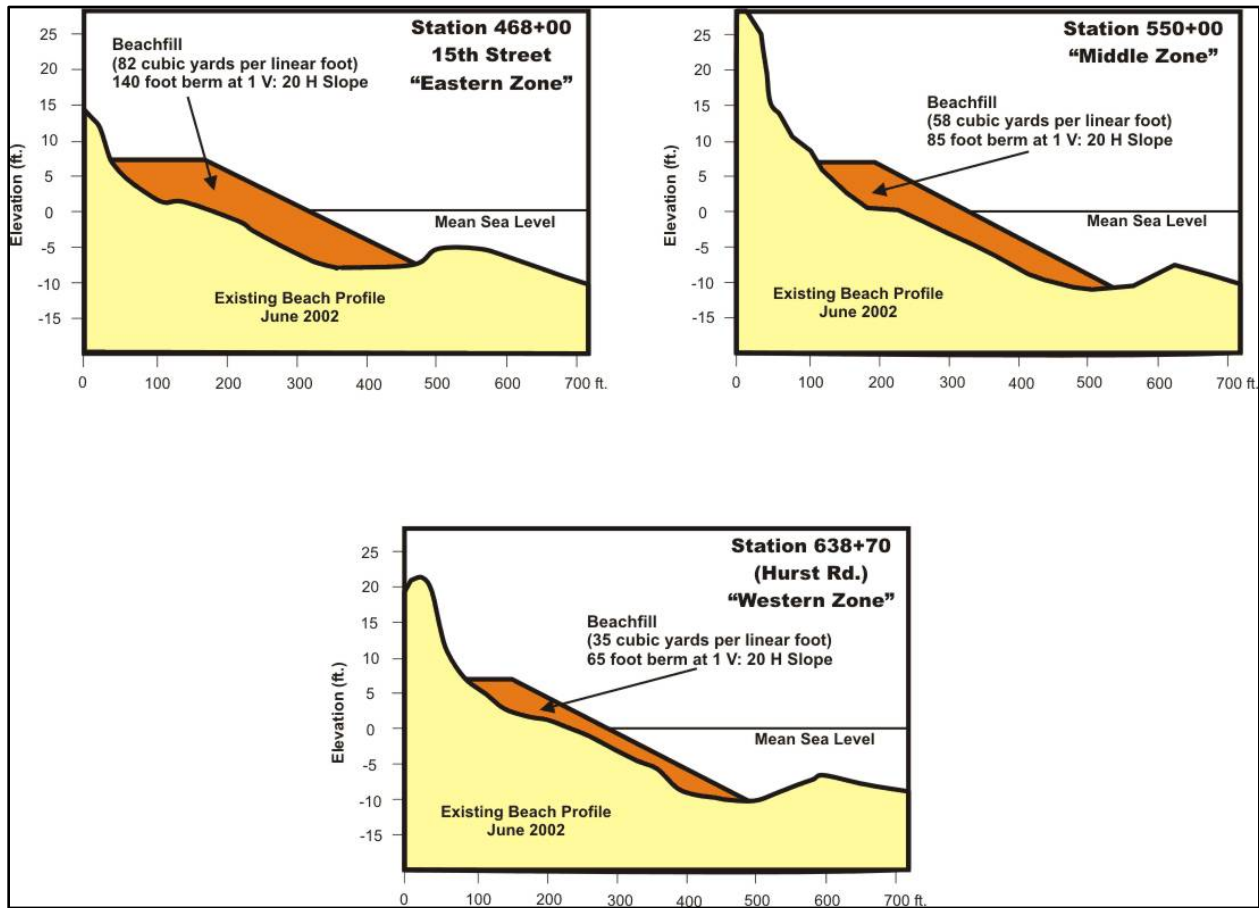 Station 468+00
15th Street
“Eastern Zone”
Beachfill
(82 cubic yards per linear foot)
140 foot berm at 1 V: 20 H Slope
Elevation (ft.)
25
20
15
10
5
0
-5
-10
-15
Mean Sea Level
Existing Beach Profile
June 2002
0 100 200 300 400 500 600 700 ft.
Station 550+00
“Middle Zone”
Beachfill
(58 cubic yards per linear foot)
85 foot berm at 1 V: 20 H Slope
Elevation (ft.)
25
20
15
10
5
0
-5
-10
-15
Mean Sea Level
Existing Beach Profile
June 2002
0 100 200 300 400 500 600 700 ft.
Station 638+70
(Hurst Rd.)
“Western Zone”
Beachfill
(35 cubic yards per linear foot)
65 foot berm at 1 V: 20 H Slope
Elevation (ft.)
25
20
15
10
5
0
-5
-10
-15
Mean Sea Level
Existing Beach Profile
June 2002
0 100 200 300 400 500 600 700 ft.